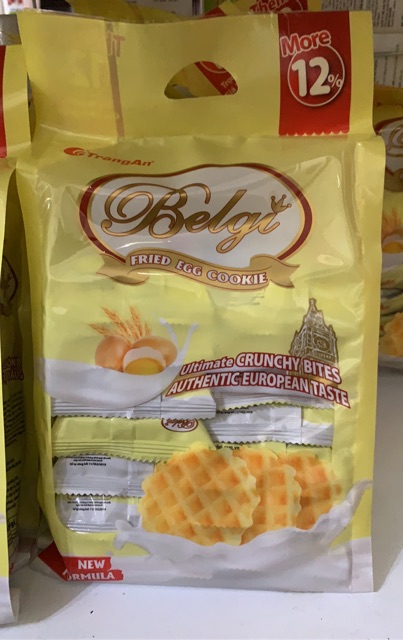 More
12%
TrangAn
Belgi
FRIED EGG COOKIE
Ultimate CRUNCHY BITES
AUTHENTIC EUROPEAN TASTE
NEW
FORMULA